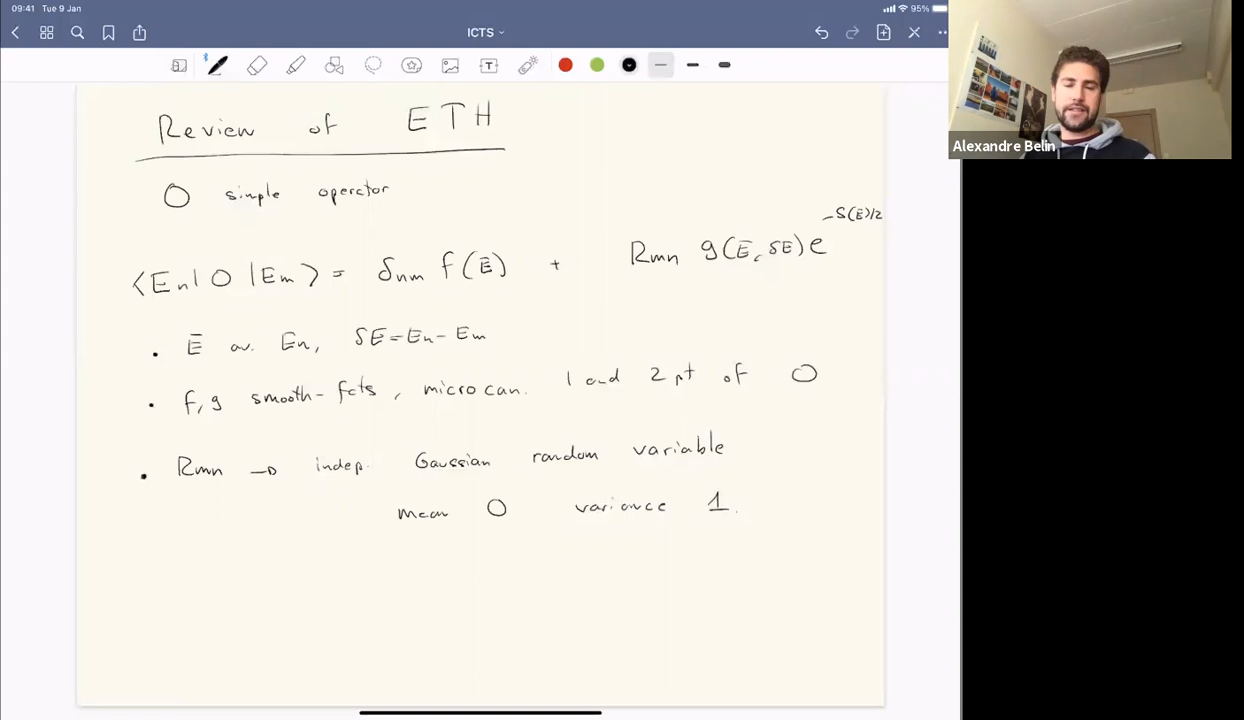 09:41 Tue 9 Jan
95%
ICTS
Alexandre Belin
Review of ETH
O simple operator
⟨En| O |Em⟩ = δnm f(Ē) + Rmn g(Ē, δE) e^{-S(Ē)/2}
• Ē av. En, δE = En - Em
• f, g smooth-fcts, microcan. 1 and 2 pt of O
• Rmn → indep. Gaussian random variable
mean 0 variance 1.